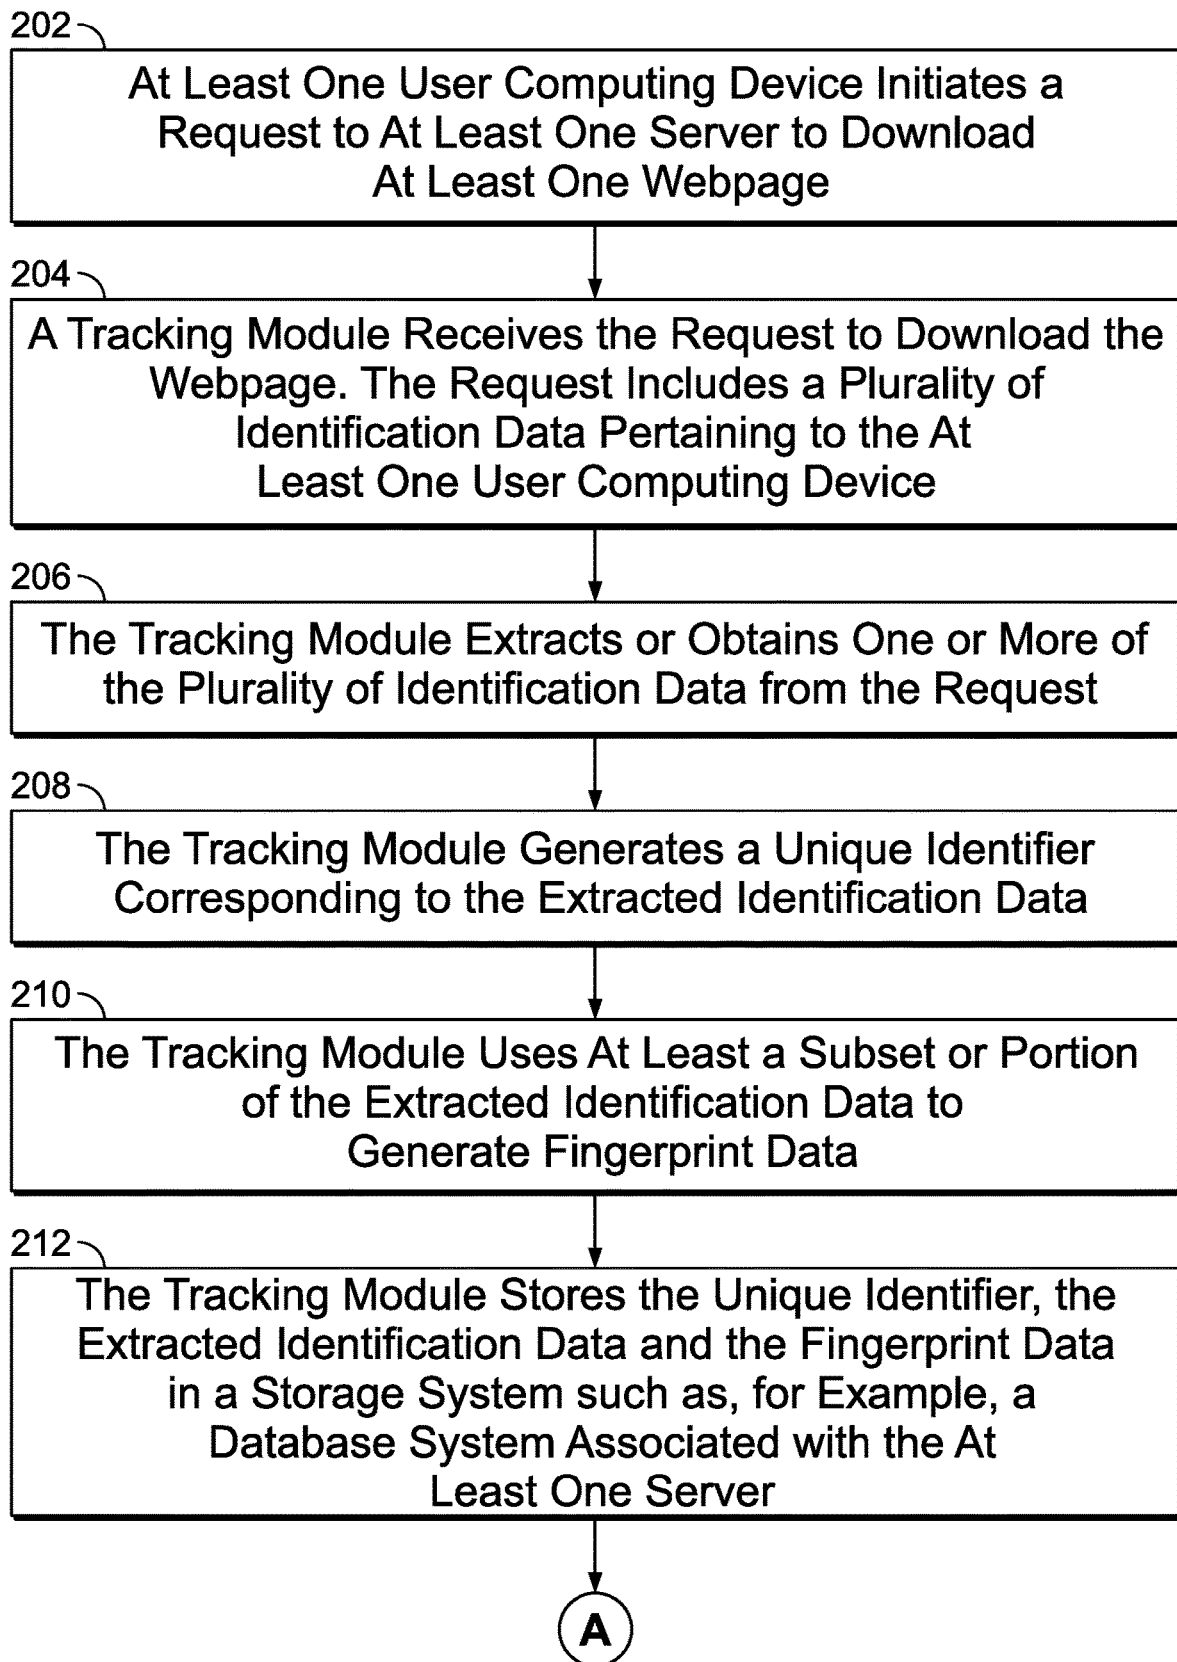 202
At Least One User Computing Device Initiates a
Request to At Least One Server to Download
At Least One Webpage
204
A Tracking Module Receives the Request to Download the
Webpage. The Request Includes a Plurality of
Identification Data Pertaining to the At
Least One User Computing Device
206
The Tracking Module Extracts or Obtains One or More of
the Plurality of Identification Data from the Request
208
The Tracking Module Generates a Unique Identifier
Corresponding to the Extracted Identification Data
210
The Tracking Module Uses At Least a Subset or Portion
of the Extracted Identification Data to
Generate Fingerprint Data
212
The Tracking Module Stores the Unique Identifier, the
Extracted Identification Data and the Fingerprint Data
in a Storage System such as, for Example, a
Database System Associated with the At
Least One Server
A